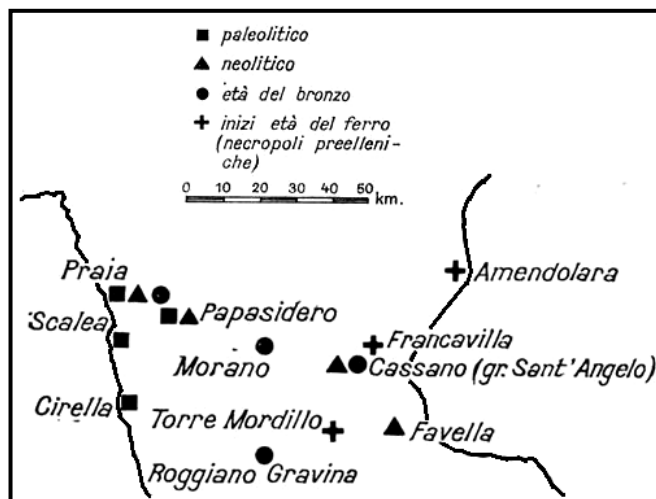 paleolitico
neolitico
età del bronzo
inizi età del ferro
(necropoli preelleni-
che)
0 10 20 30 40 50
km.
Praia
Amendolara
Papasidero
Scalea
Francavilla
Morano
Cassano (gr. Sant'Angelo)
Cirella
Torre Mordillo
Favella
Roggiano Gravina